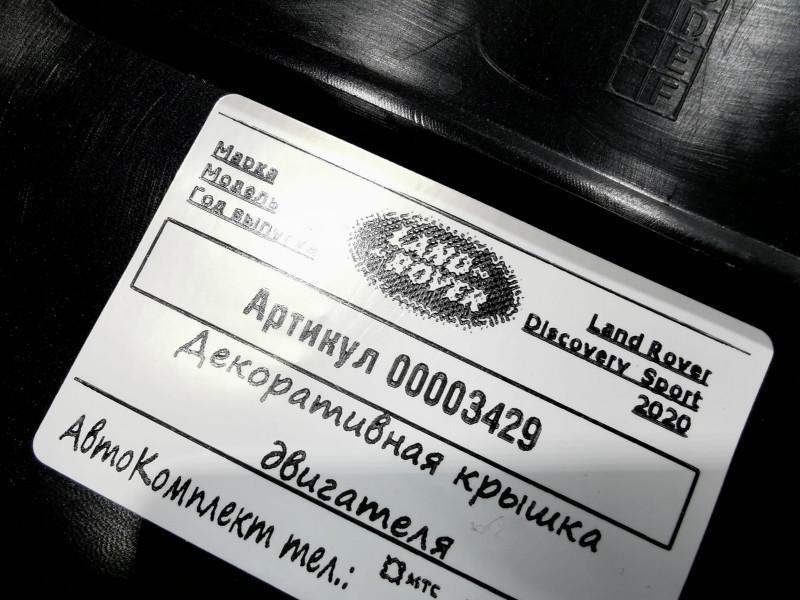 Марка
Модель
Год выпуска
LAND-
ROVER
Land Rover
Discovery Sport
2020
Артикул 00003429
Декоративная крышка
двигателя
АвтоКомплект тел.:
мтс